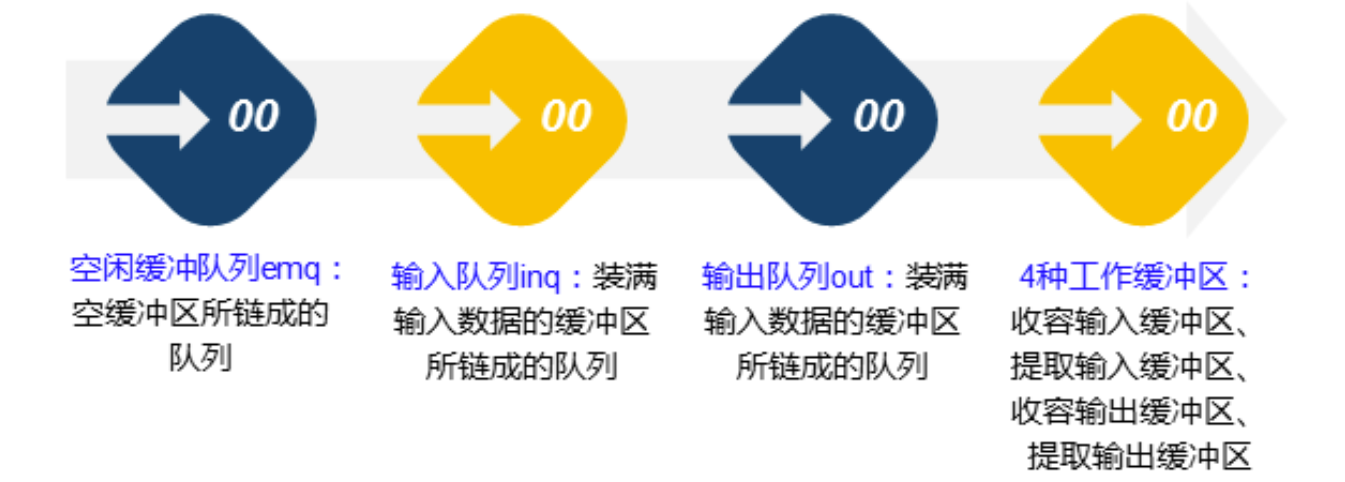 00
00
00
00
空闲缓冲队列emq：
空缓冲区所链成的
队列
输入队列inq：装满
输入数据的缓冲区
所链成的队列
输出队列out：装满
输入数据的缓冲区
所链成的队列
4种工作缓冲区：
收容输入缓冲区、
提取输入缓冲区、
收容输出缓冲区、
提取输出缓冲区